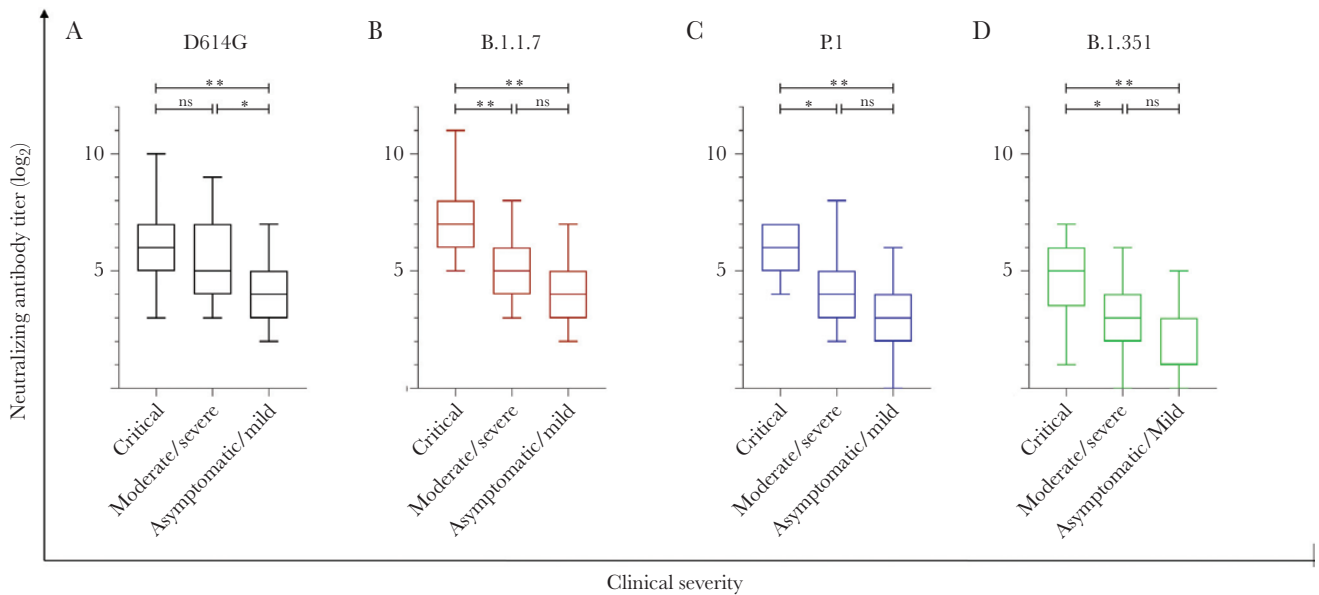 A
D614G
B
B.1.1.7
C
P.1
D
B.1.351
**
ns
*
**
**
ns
**
*
ns
**
*
ns
Neutralizing antibody titer (log2)
10
5
10
5
10
5
10
5
Critical
Moderate/severe
Asymptomatic/mild
Critical
Moderate/severe
Asymptomatic/mild
Critical
Moderate/severe
Asymptomatic/mild
Critical
Moderate/severe
Asymptomatic/Mild
Clinical severity